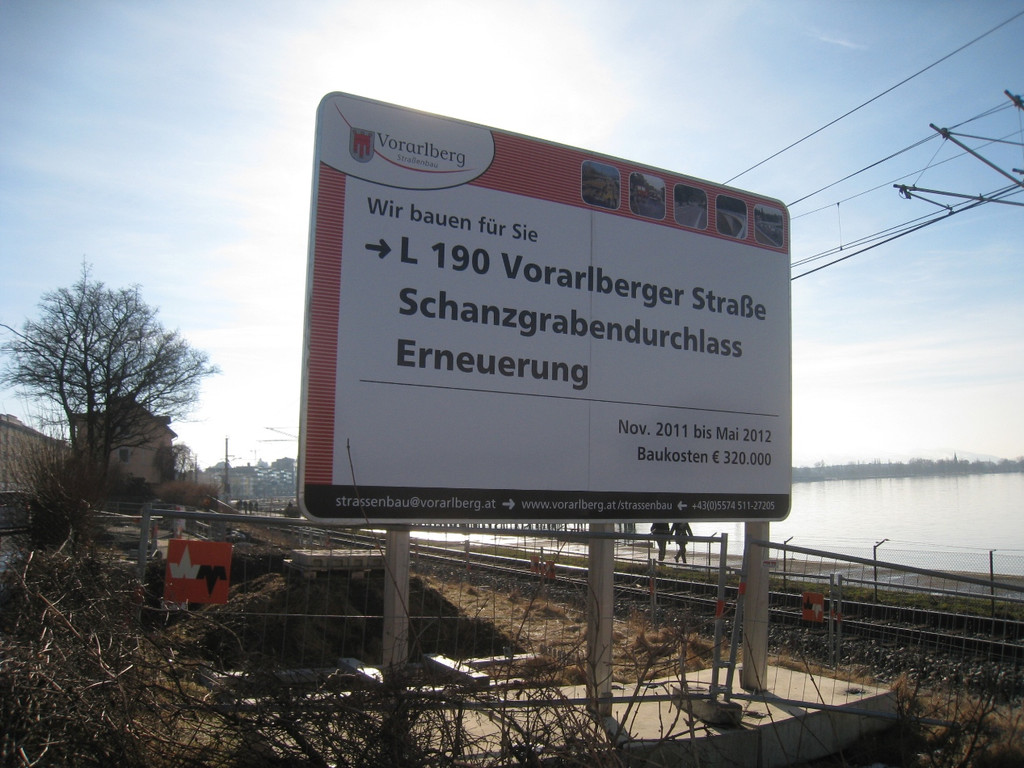 Vorarlberg
Straßenbau
Wir bauen für Sie
→ L 190 Vorarlberger Straße
Schanzgrabendurchlass
Erneuerung
Nov. 2011 bis Mai 2012
Baukosten € 320.000
strassenbau@vorarlberg.at → www.vorarlberg.at/strassenbau ← +43(0)5574 511-27205